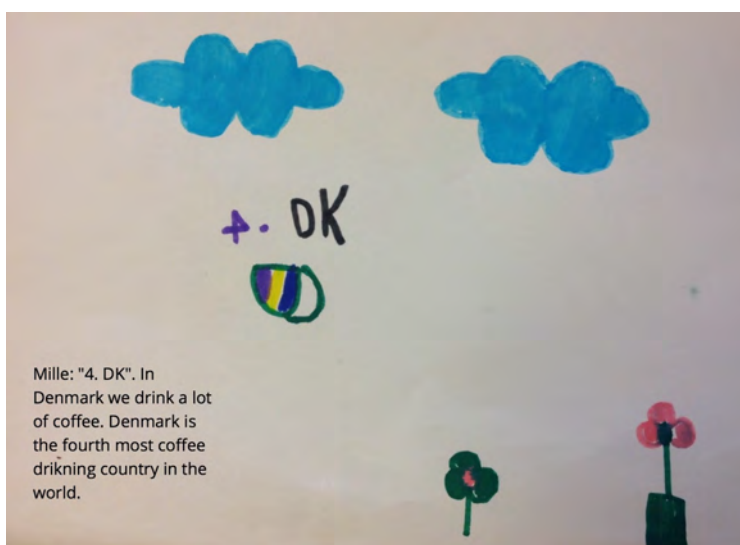 4. DK
Mille: "4. DK". In
Denmark we drink a lot
of coffee. Denmark is
the fourth most coffee
drikning country in the
world.